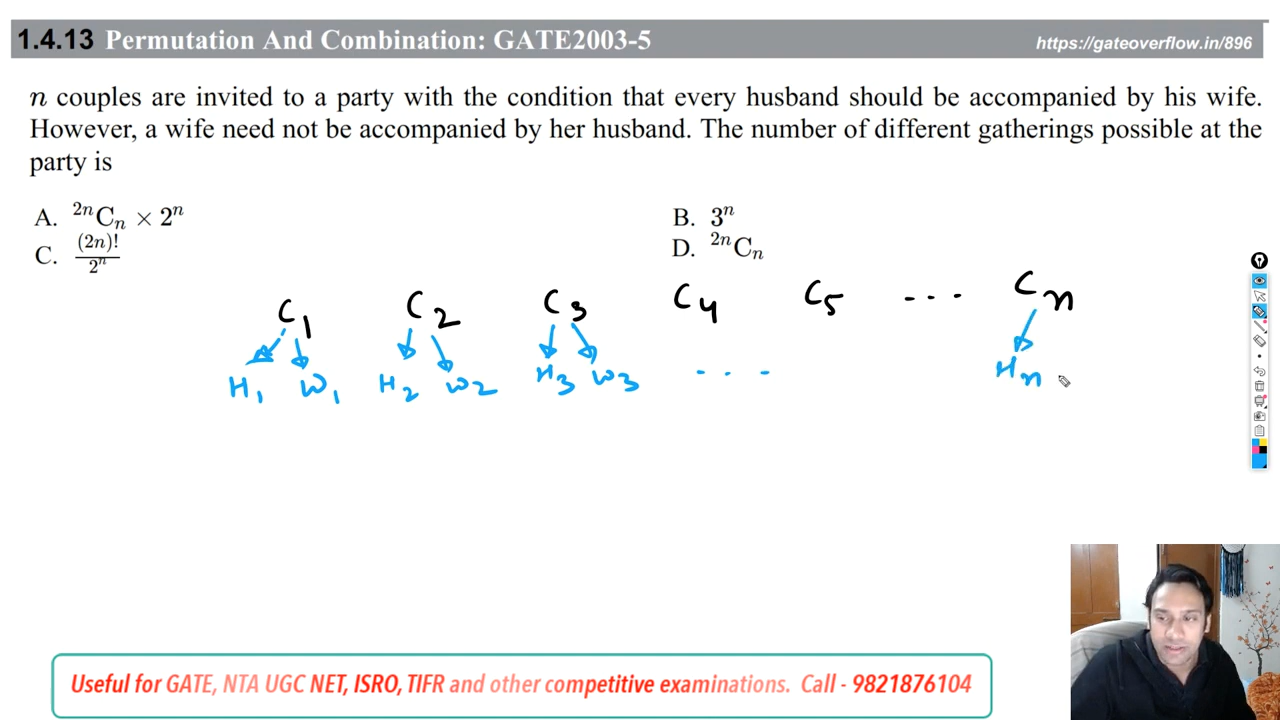 1.4.13 Permutation And Combination: GATE2003-5 https://gateoverflow.in/896
n couples are invited to a party with the condition that every husband should be accompanied by his wife.
However, a wife need not be accompanied by her husband. The number of different gatherings possible at the
party is
A. ²ⁿCₙ × 2ⁿ B. 3ⁿ
C. (2n)!/2ⁿ D. ²ⁿCₙ
C₁ C₂ C₃ C₄ C₅ ... Cₙ
H₁ W₁ H₂ W₂ H₃ W₃ ... Hₙ
Useful for GATE, NTA UGC NET, ISRO, TIFR and other competitive examinations. Call - 9821876104